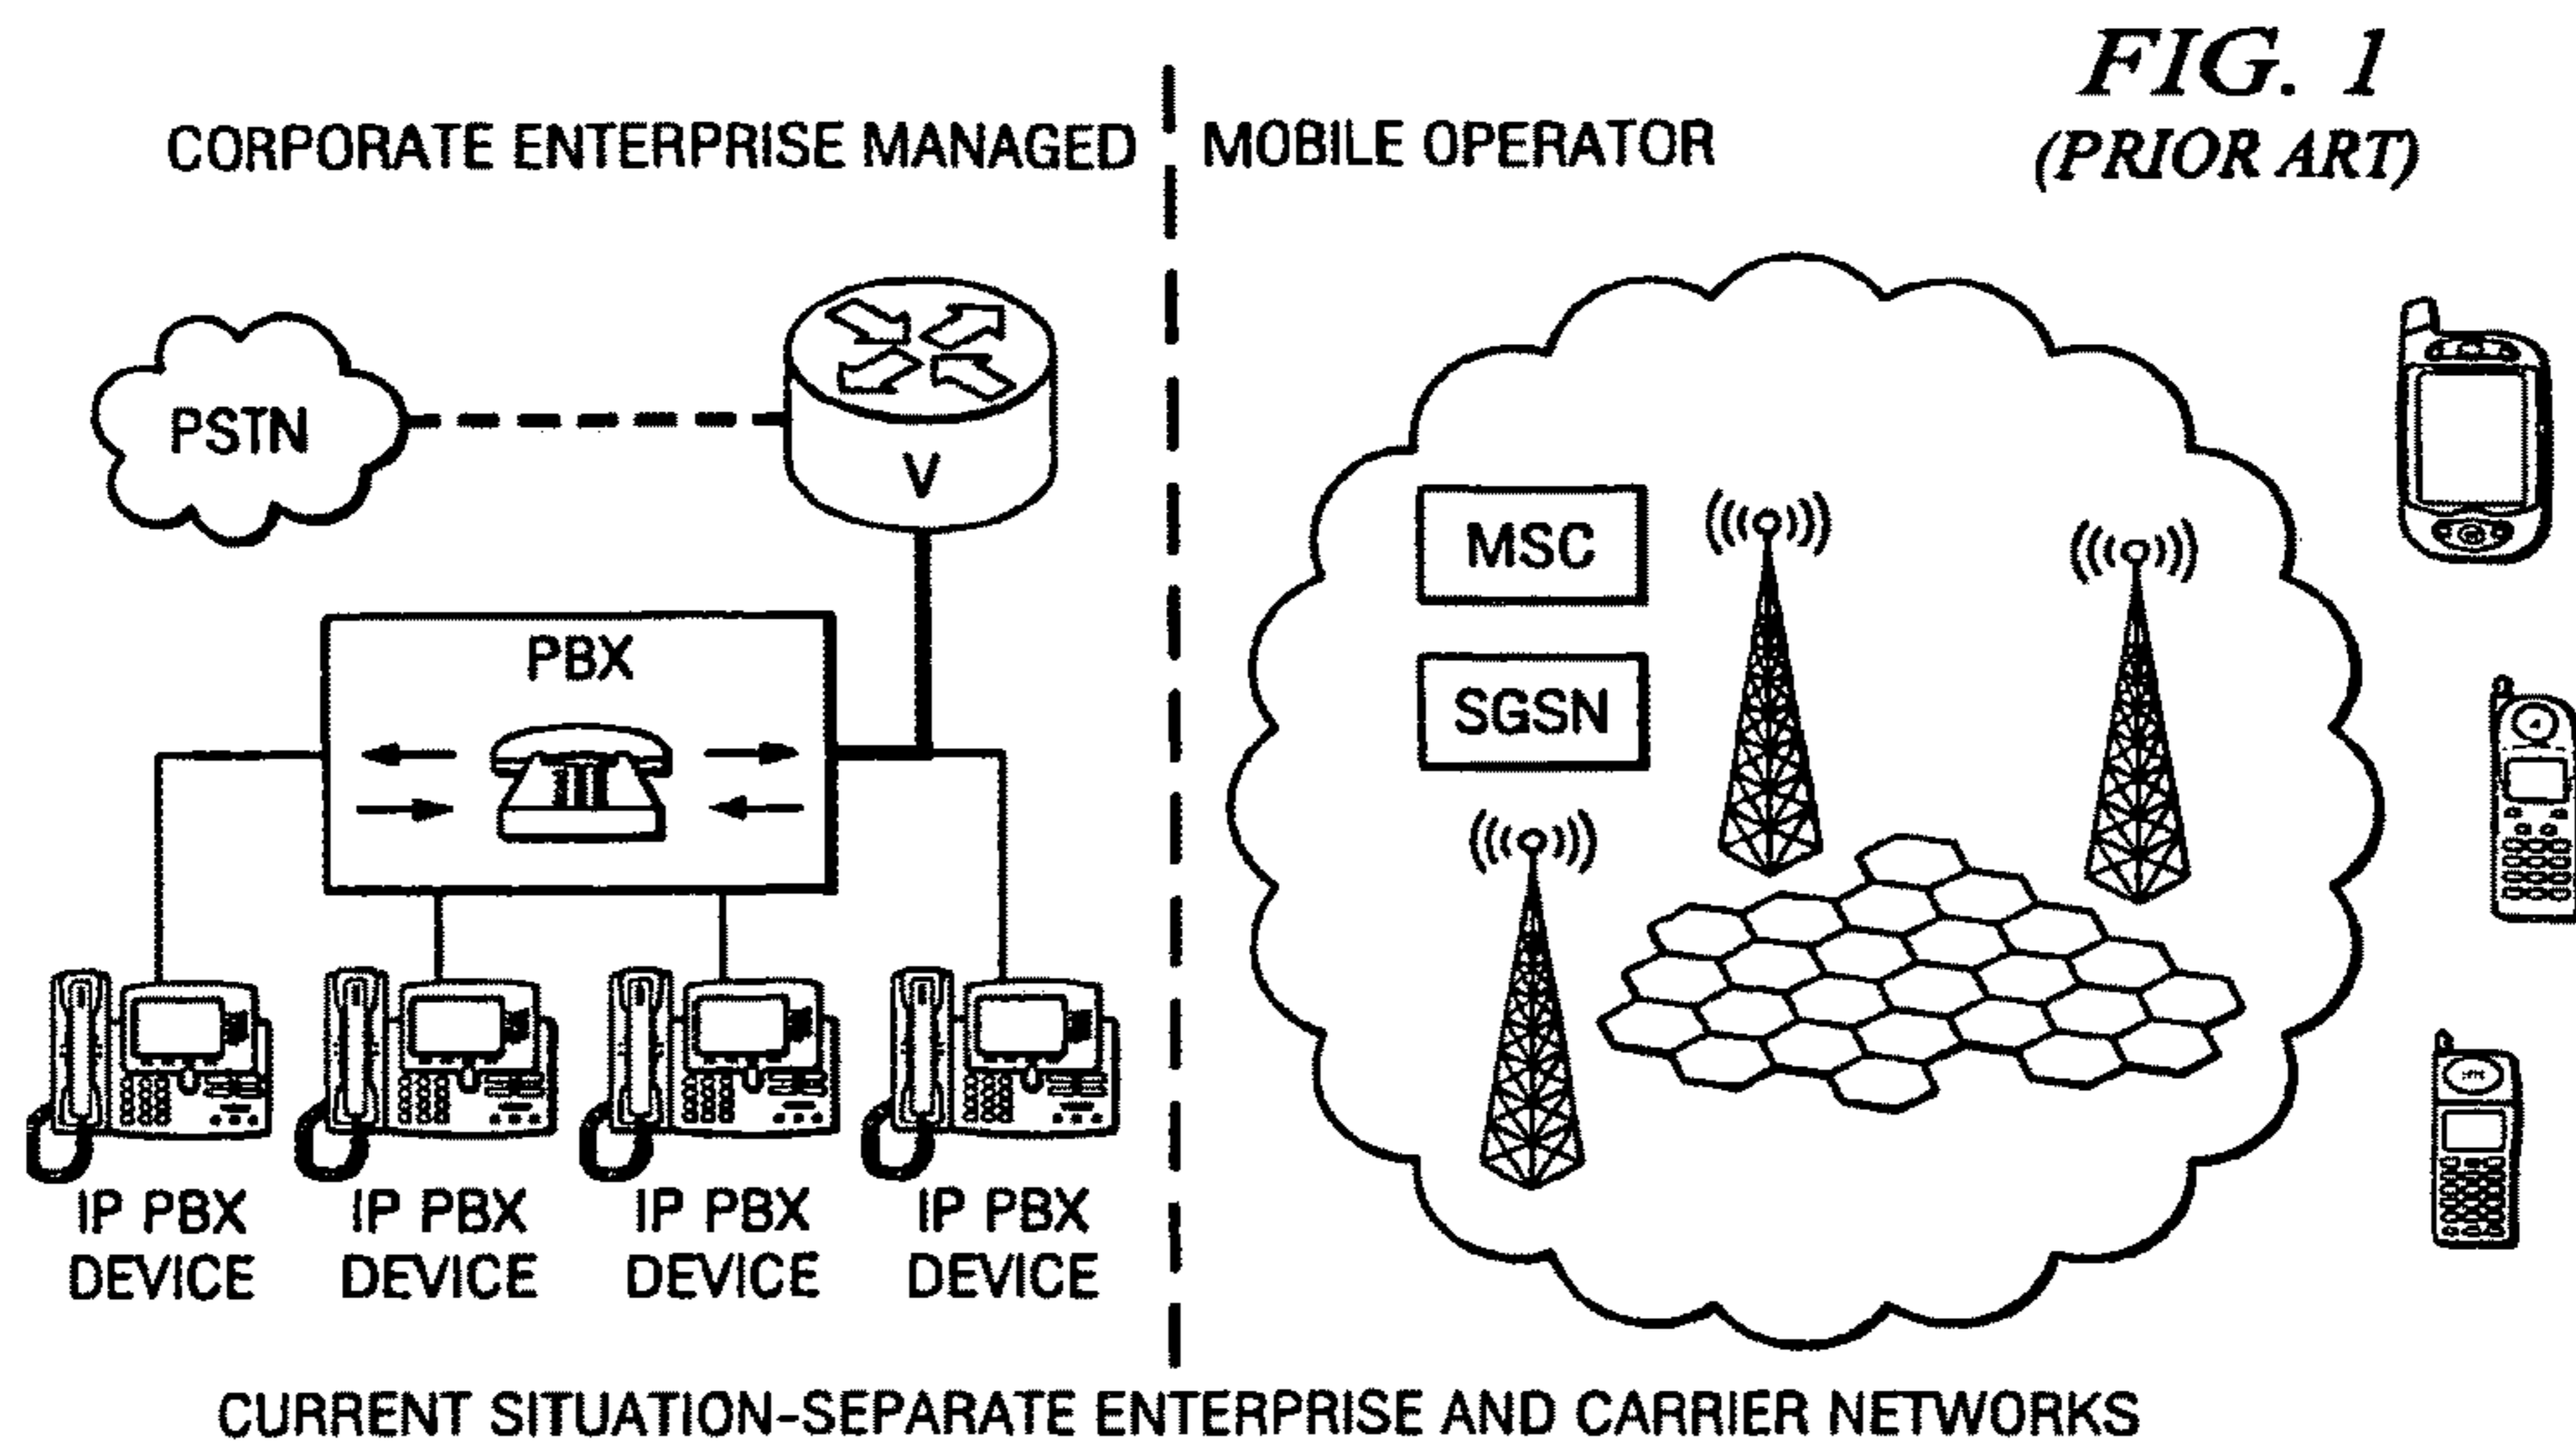 FIG. 1
(PRIOR ART)
CORPORATE ENTERPRISE MANAGED
MOBILE OPERATOR
PSTN
V
MSC
SGSN
PBX
IP PBX
DEVICE
IP PBX
DEVICE
IP PBX
DEVICE
IP PBX
DEVICE
CURRENT SITUATION-SEPARATE ENTERPRISE AND CARRIER NETWORKS